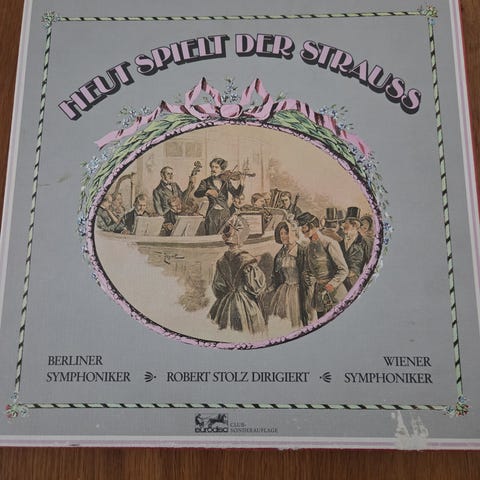 HEUT SPIELT DER STRAUSS
BERLINER
SYMPHONIKER
ROBERT STOLZ DIRIGIERT
WIENER
SYMPHONIKER
eurodisc
CLUB-
SONDERAUFLAGE